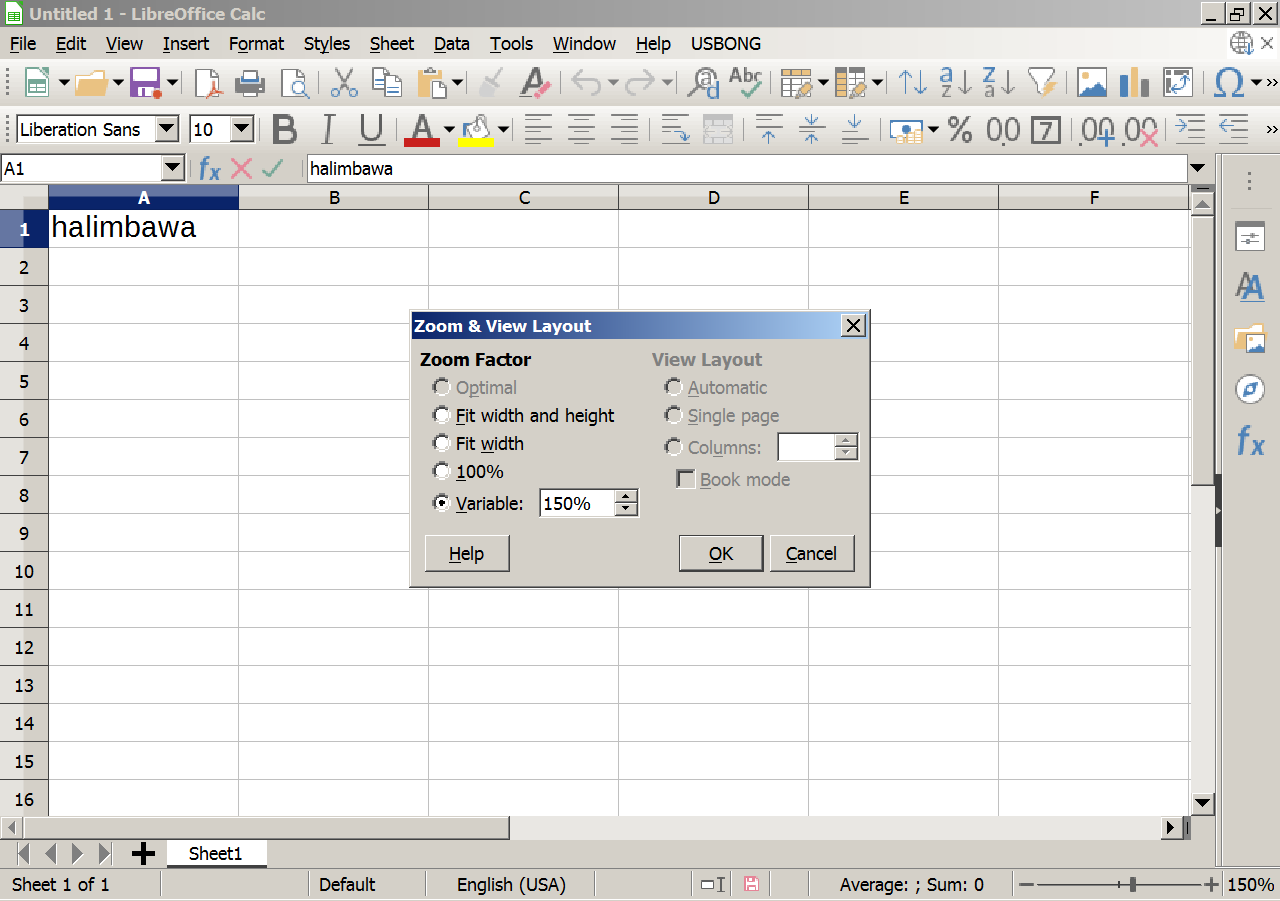 Untitled 1 - LibreOffice Calc
File Edit View Insert Format Styles Sheet Data Tools Window Help USBONG
Abc
Liberation Sans 10
A1 halimbawa
A B C D E F
1 halimbawa
2
3
Zoom & View Layout
4
Zoom Factor View Layout
5 Optimal Automatic
6 Fit width and height Single page
7 Fit width Columns:
8 100% Book mode
Variable: 150%
9
Help OK Cancel
10
11
12
13
14
15
16
Sheet1
Sheet 1 of 1 Default English (USA) Average: ; Sum: 0 150%